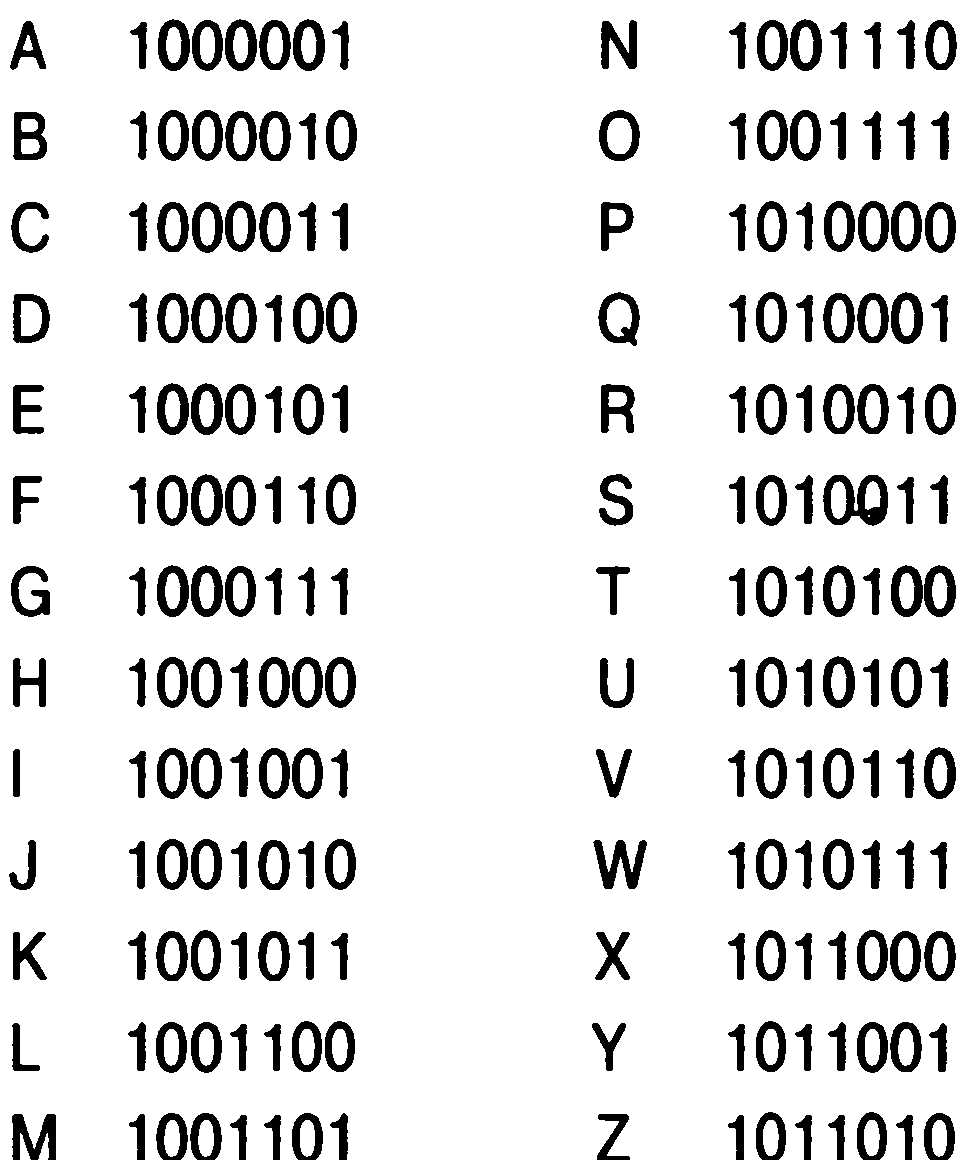 A 1000001 N 1001110
B 1000010 O 1001111
C 1000011 P 1010000
D 1000100 Q 1010001
E 1000101 R 1010010
F 1000110 S 1010011
G 1000111 T 1010100
H 1001000 U 1010101
I 1001001 V 1010110
J 1001010 W 1010111
K 1001011 X 1011000
L 1001100 Y 1011001
M 1001101 Z 1011010